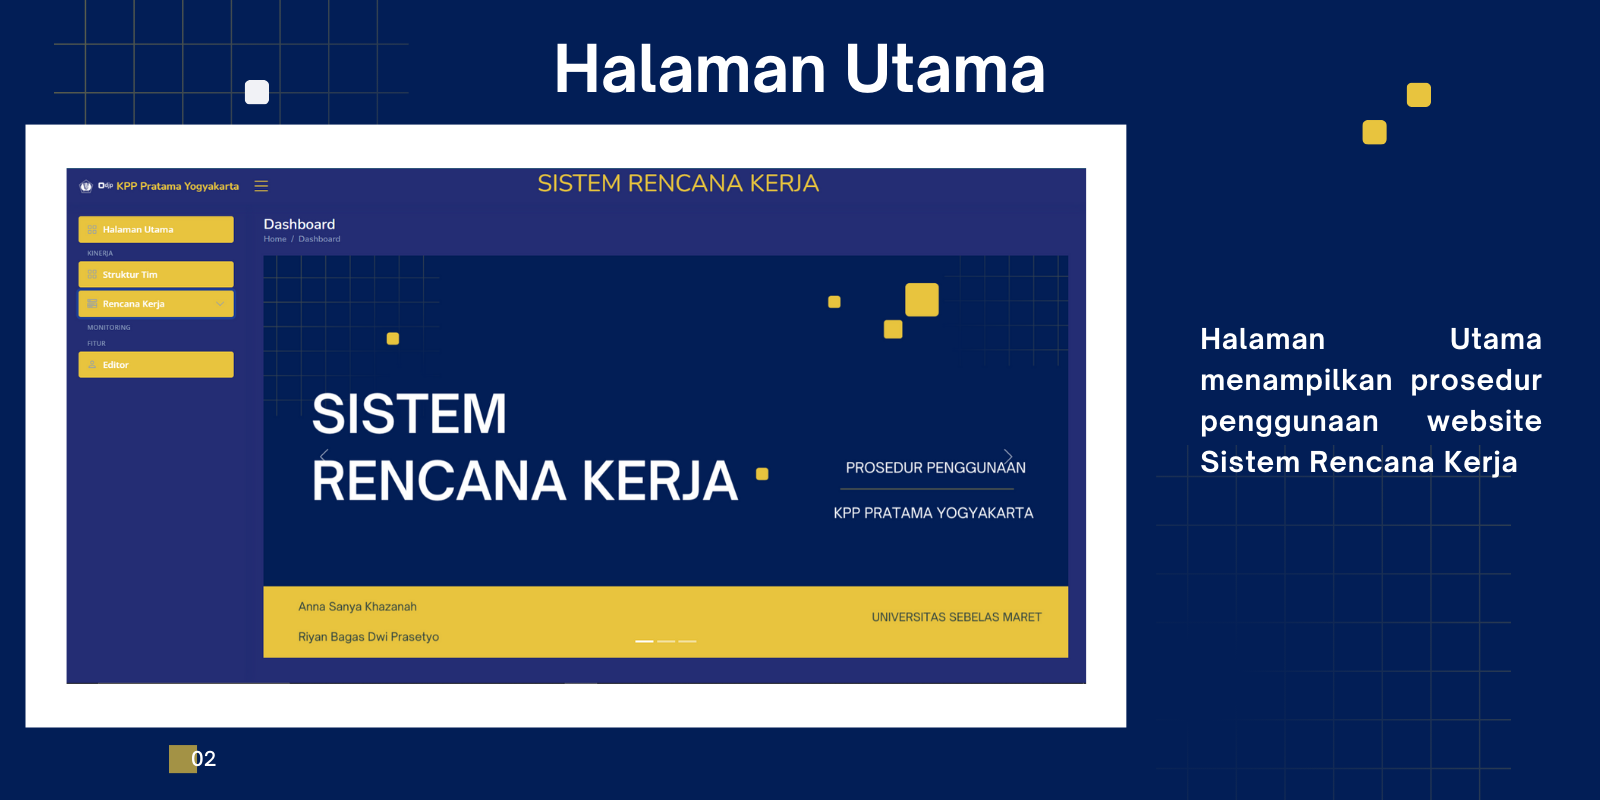 Halaman Utama
djp KPP Pratama Yogyakarta
SISTEM RENCANA KERJA
Halaman Utama
KINERJA
Struktur Tim
Rencana Kerja
MONITORING
FITUR
Editor
Dashboard
Home / Dashboard
SISTEM
RENCANA KERJA
PROSEDUR PENGGUNAAN
KPP PRATAMA YOGYAKARTA
Anna Sanya Khazanah
Riyan Bagas Dwi Prasetyo
UNIVERSITAS SEBELAS MARET
Halaman Utama
menampilkan prosedur
penggunaan website
Sistem Rencana Kerja
02